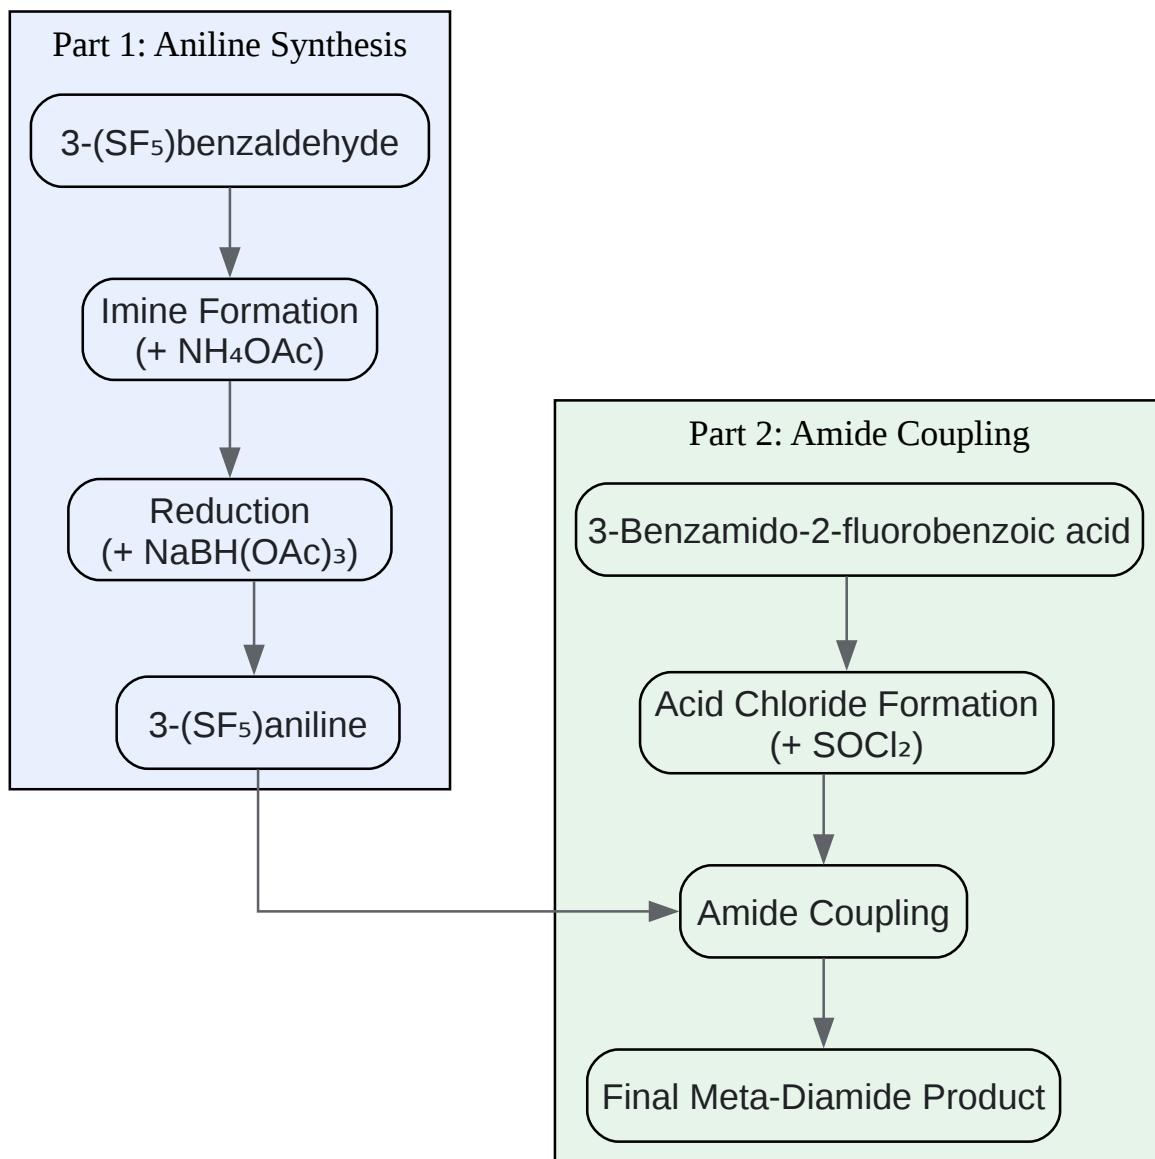 Part 1: Aniline Synthesis
3-(SF₅)benzaldehyde
Imine Formation
(+ NH₄OAc)
Reduction
(+ NaBH(OAc)₃)
3-(SF₅)aniline
Part 2: Amide Coupling
3-Benzamido-2-fluorobenzoic acid
Acid Chloride Formation
(+ SOCl₂)
Amide Coupling
Final Meta-Diamide Product